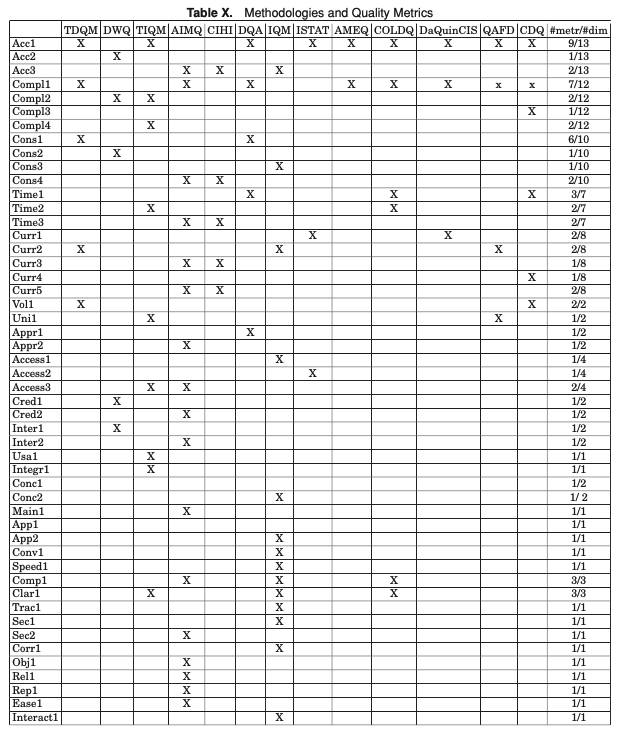 Table X. Methodologies and Quality Metrics
TDQM DWQ TIQM AIMQ CIHI DQA IQM ISTAT AMEQ COLDQ DaQuinCIS QAFD CDQ #metr/#dim
Acc1 X X X X X X X X X 9/13
Acc2 X 1/13
Acc3 X X X 2/13
Compl1 X X X X X X x x 7/12
Compl2 X X 2/12
Compl3 X 1/12
Compl4 X 2/12
Cons1 X X 6/10
Cons2 X 1/10
Cons3 X 1/10
Cons4 X X 2/10
Time1 X X X 3/7
Time2 X X 2/7
Time3 X X 2/7
Curr1 X X 2/8
Curr2 X X X 2/8
Curr3 X X 1/8
Curr4 X 1/8
Curr5 X X 2/8
Vol1 X X 2/2
Uni1 X X 1/2
Appr1 X 1/2
Appr2 X 1/2
Access1 X 1/4
Access2 X 1/4
Access3 X X 2/4
Cred1 X 1/2
Cred2 X 1/2
Inter1 X 1/2
Inter2 X 1/2
Usa1 X 1/1
Integr1 X 1/1
Conc1 1/2
Conc2 X 1/ 2
Main1 X 1/1
App1 1/1
App2 X 1/1
Conv1 X 1/1
Speed1 X 1/1
Comp1 X X X 3/3
Clar1 X X X 3/3
Trac1 X 1/1
Sec1 X 1/1
Sec2 X 1/1
Corr1 X 1/1
Obj1 X 1/1
Rel1 X 1/1
Rep1 X 1/1
Ease1 X 1/1
Interact1 X 1/1